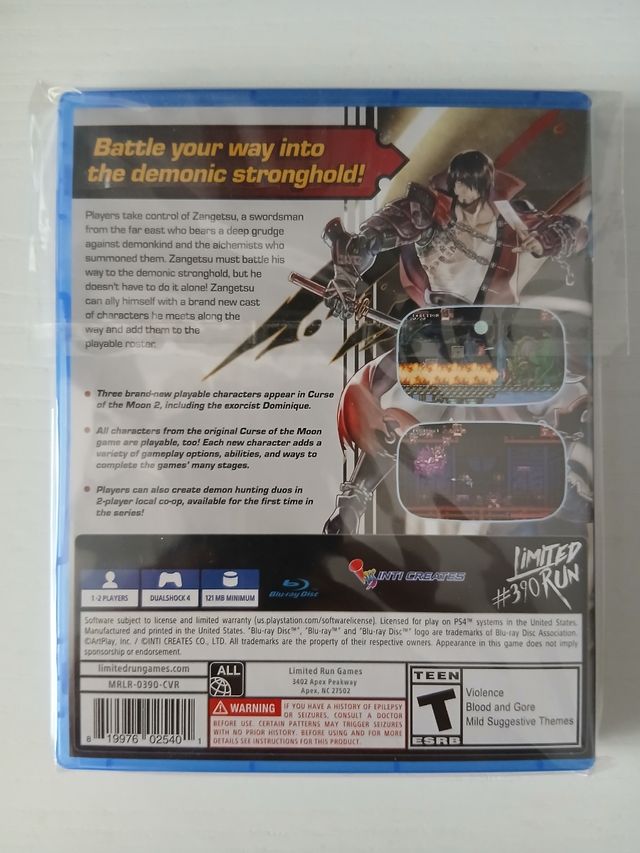 Battle your way into
the demonic stronghold!
Players take control of Zangetsu, a swordsman
from the far east who bears a deep grudge
against demonkind and the alchemists who
summoned them. Zangetsu must battle his
way to the demonic stronghold, but he
doesn't have to do it alone! Zangetsu
can ally himself with a brand new cast
of characters he meets along the
way and add them to the
playable roster.
• Three brand-new playable characters appear in Curse
of the Moon 2, including the exorcist Dominique.
• All characters from the original Curse of the Moon
game are playable, too! Each new character adds a
variety of gameplay options, abilities, and ways to
complete the games' many stages.
• Players can also create demon hunting duos in
2-player local co-op, available for the first time in
the series!
1-2 PLAYERS
DUALSHOCK 4
121 MB MINIMUM
Blu-ray Disc
INTI CREATES
LIMITED
RUN
#390
Software subject to license and limited warranty (us.playstation.com/softwarelicense). Licensed for play on PS4™ systems in the United States.
Manufactured and printed in the United States. "Blu-ray Disc™", "Blu-ray™" and "Blu-ray Disc™" logo are trademarks of Blu-ray Disc Association.
©ArtPlay, Inc. / ©INTI CREATES CO., LTD. All trademarks are the property of their respective owners. Appearance in this game does not imply
sponsorship or endorsement.
limitedrungames.com
MRLR-0390-CVR
8 19976 02540 1
ALL
Limited Run Games
3402 Apex Peakway
Apex, NC 27502
WARNING IF YOU HAVE A HISTORY OF EPILEPSY
OR SEIZURES, CONSULT A DOCTOR
BEFORE USE. CERTAIN PATTERNS MAY TRIGGER SEIZURES
WITH NO PRIOR HISTORY. BEFORE USING AND FOR MORE
DETAILS SEE INSTRUCTIONS FOR THIS PRODUCT.
TEEN
T
ESRB
Violence
Blood and Gore
Mild Suggestive Themes